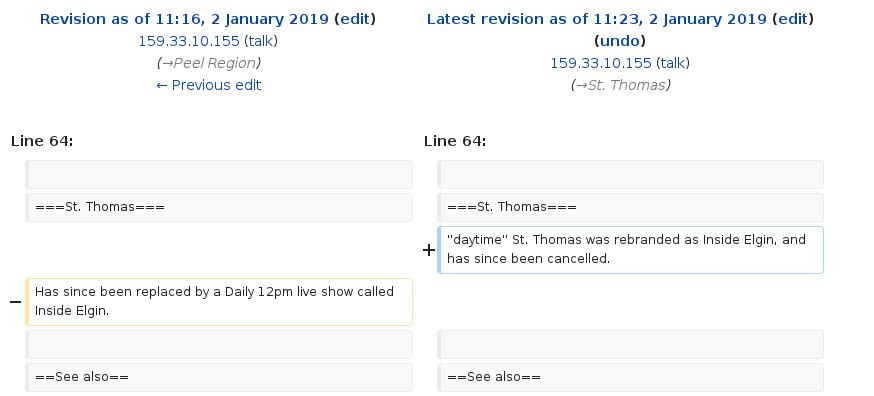 Revision as of 11:16, 2 January 2019 (edit)
159.33.10.155 (talk)
(→Peel Region)
← Previous edit
Latest revision as of 11:23, 2 January 2019 (edit)
(undo)
159.33.10.155 (talk)
(→St. Thomas)
Line 64:
Line 64:
===St. Thomas===
===St. Thomas===
+
"daytime" St. Thomas was rebranded as Inside Elgin, and
has since been cancelled.
−
Has since been replaced by a Daily 12pm live show called
Inside Elgin.
==See also==
==See also==